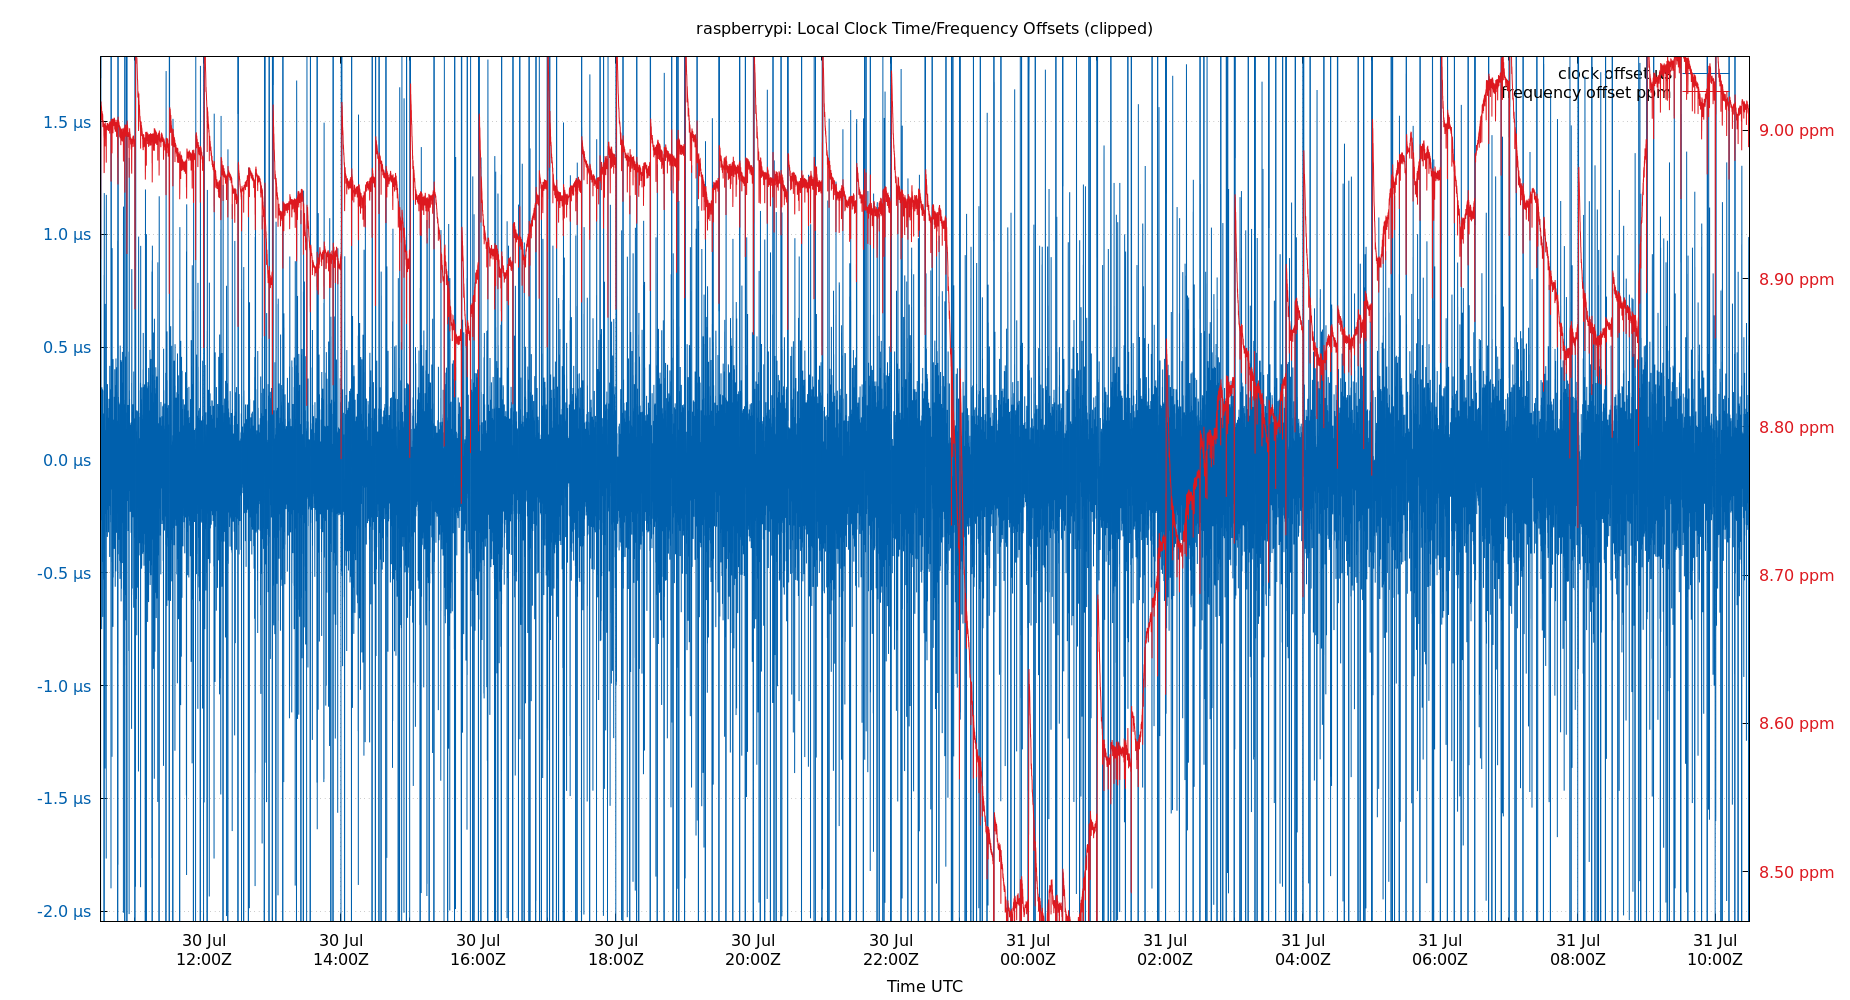 raspberrypi: Local Clock Time/Frequency Offsets (clipped)
clock offset µs
frequency offset ppm
1.5 µs
1.0 µs
0.5 µs
0.0 µs
-0.5 µs
-1.0 µs
-1.5 µs
-2.0 µs
9.00 ppm
8.90 ppm
8.80 ppm
8.70 ppm
8.60 ppm
8.50 ppm
30 Jul 30 Jul 30 Jul 30 Jul 30 Jul 30 Jul 31 Jul 31 Jul 31 Jul 31 Jul 31 Jul 31 Jul
12:00Z 14:00Z 16:00Z 18:00Z 20:00Z 22:00Z 00:00Z 02:00Z 04:00Z 06:00Z 08:00Z 10:00Z
Time UTC